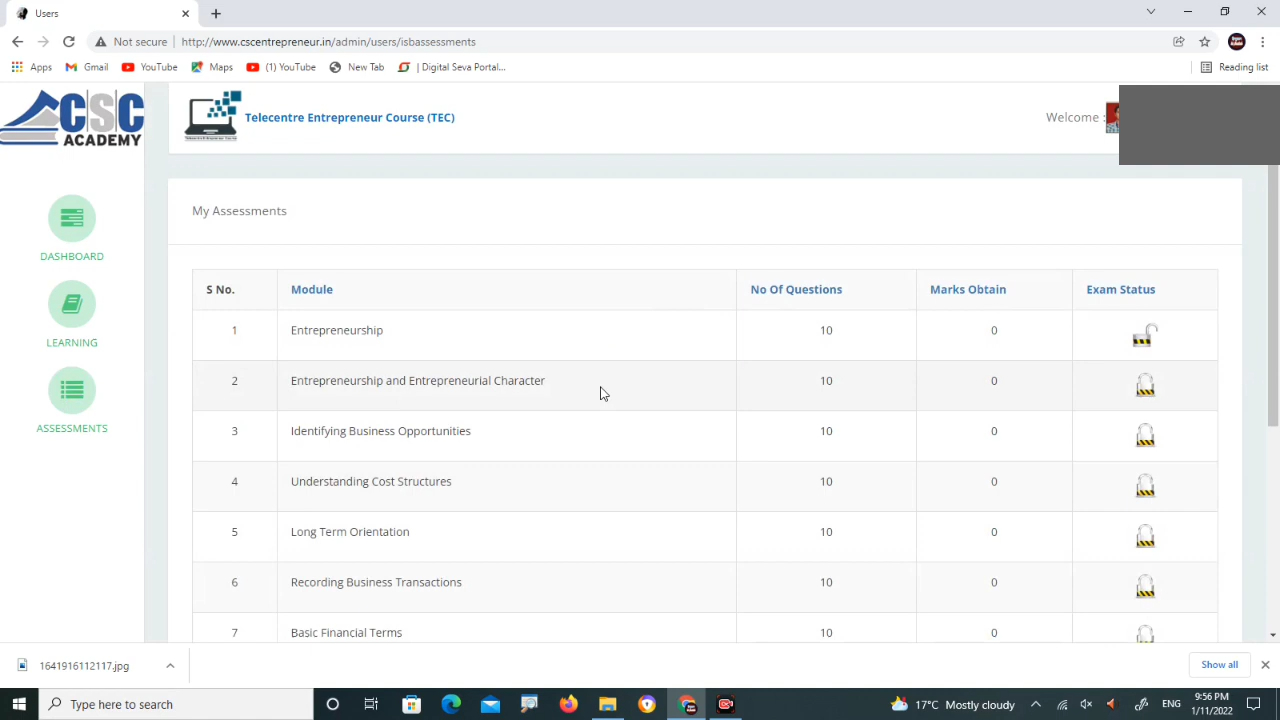 Users
Not secure
http://www.cscentrepreneur.in/admin/users/isbassessments
Apps
Gmail
YouTube
Maps
(1) YouTube
New Tab
| Digital Seva Portal...
Reading list
CSC
ACADEMY
Telecentre Entrepreneur Course (TEC)
Welcome :
DASHBOARD
LEARNING
ASSESSMENTS
My Assessments
S No. Module No Of Questions Marks Obtain Exam Status
1 Entrepreneurship 10 0
2 Entrepreneurship and Entrepreneurial Character 10 0
3 Identifying Business Opportunities 10 0
4 Understanding Cost Structures 10 0
5 Long Term Orientation 10 0
6 Recording Business Transactions 10 0
7 Basic Financial Terms 10 0
1641916112117.jpg
Show all
Type here to search
17°C Mostly cloudy
ENG
9:56 PM
1/11/2022